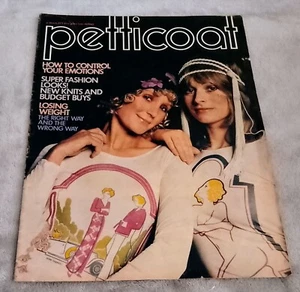 petticoat
HOW TO CONTROL
YOUR EMOTIONS
SUPER FASHION
LOOKS!
NEW KNITS AND
BUDGET BUYS
LOSING
WEIGHT
THE RIGHT WAY
AND THE
WRONG WAY